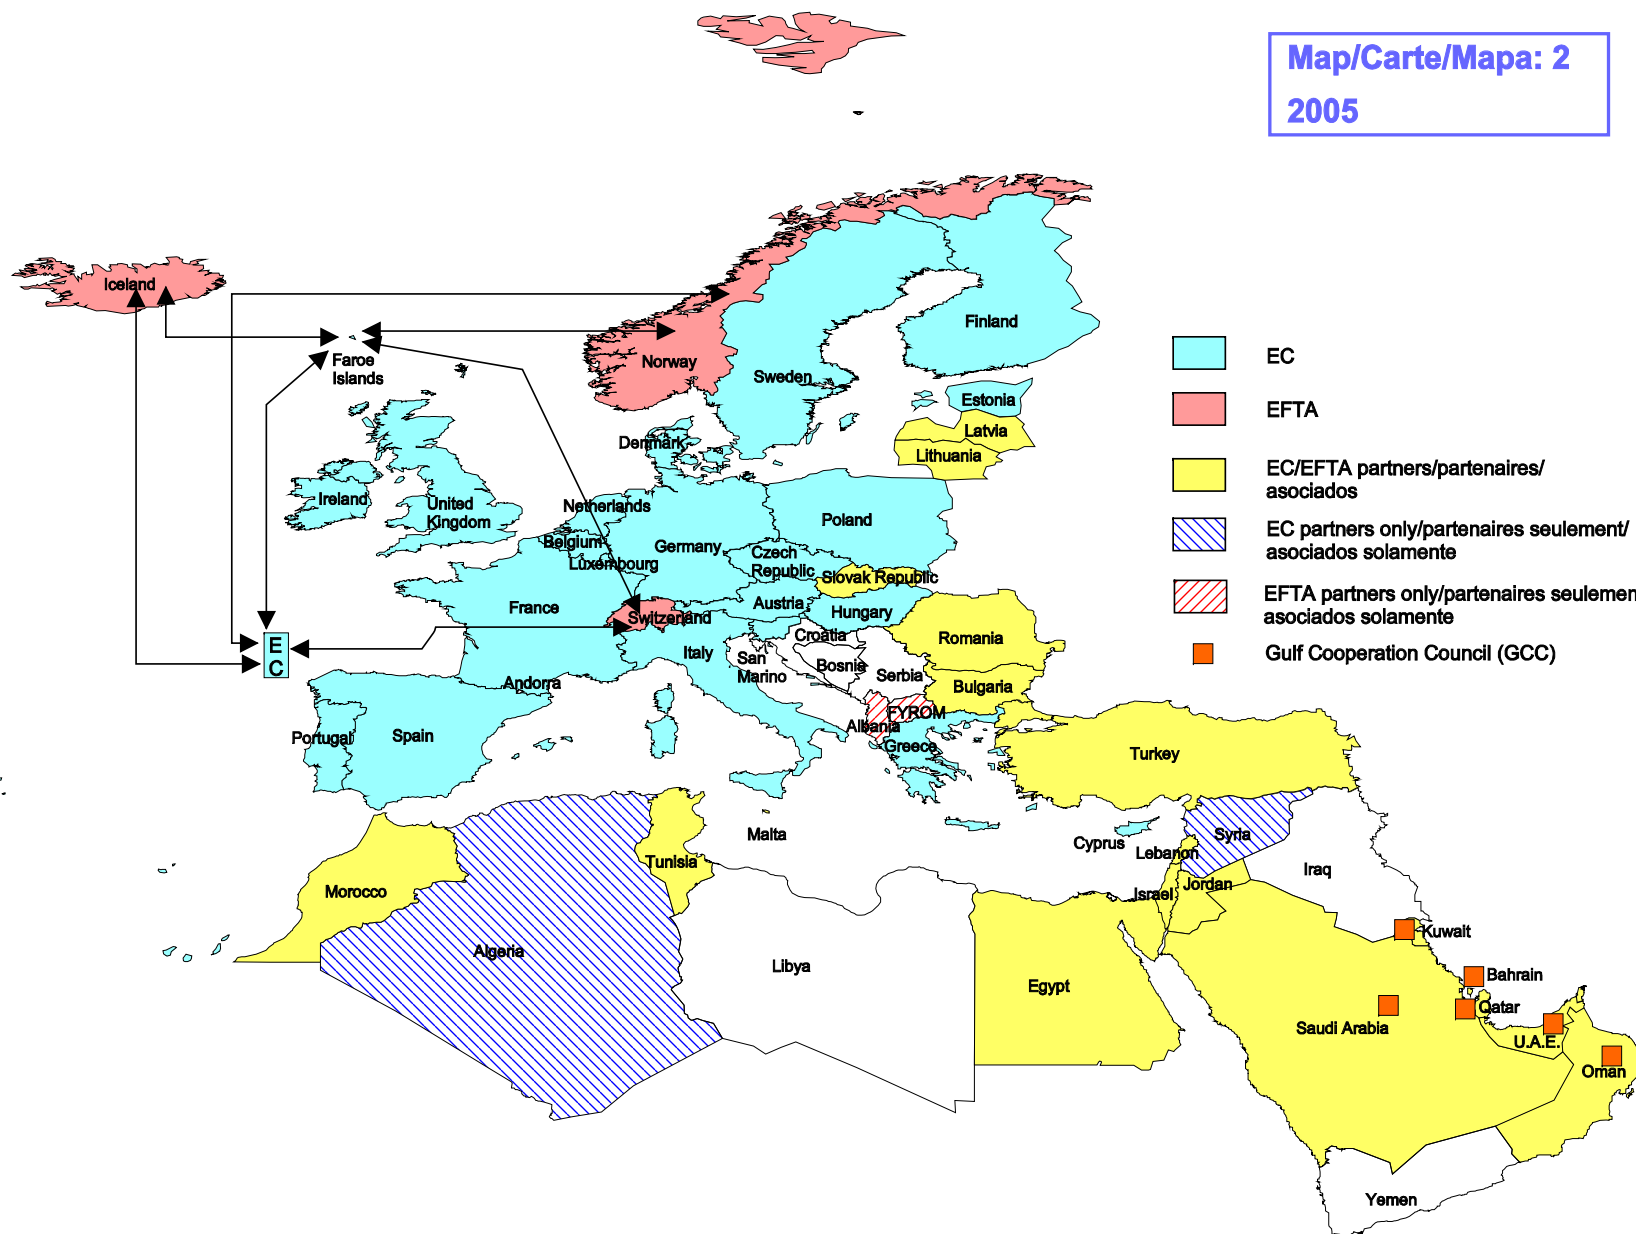 Map/Carte/Mapa: 2
2005
Iceland
Faroe
Islands
Norway
Sweden
Finland
Estonia
Latvia
Lithuania
Denmark
Ireland
United
Kingdom
Netherlands
Belgium
Luxembourg
Germany
Poland
Czech
Republic
Slovak Republic
Austria
Hungary
France
Switzerland
Italy
San
Marino
Croatia
Bosnia
Serbia
Romania
Bulgaria
FYROM
Albania
Greece
Andorra
Portugal
Spain
E
C
Turkey
Malta
Cyprus
Lebanon
Syria
Israel
Jordan
Iraq
Morocco
Algeria
Tunisia
Libya
Egypt
Saudi Arabia
Kuwait
Bahrain
Qatar
U.A.E.
Oman
Yemen
EC
EFTA
EC/EFTA partners/partenaires/
asociados
EC partners only/partenaires seulement/
asociados solamente
EFTA partners only/partenaires seulemen
asociados solamente
Gulf Cooperation Council (GCC)